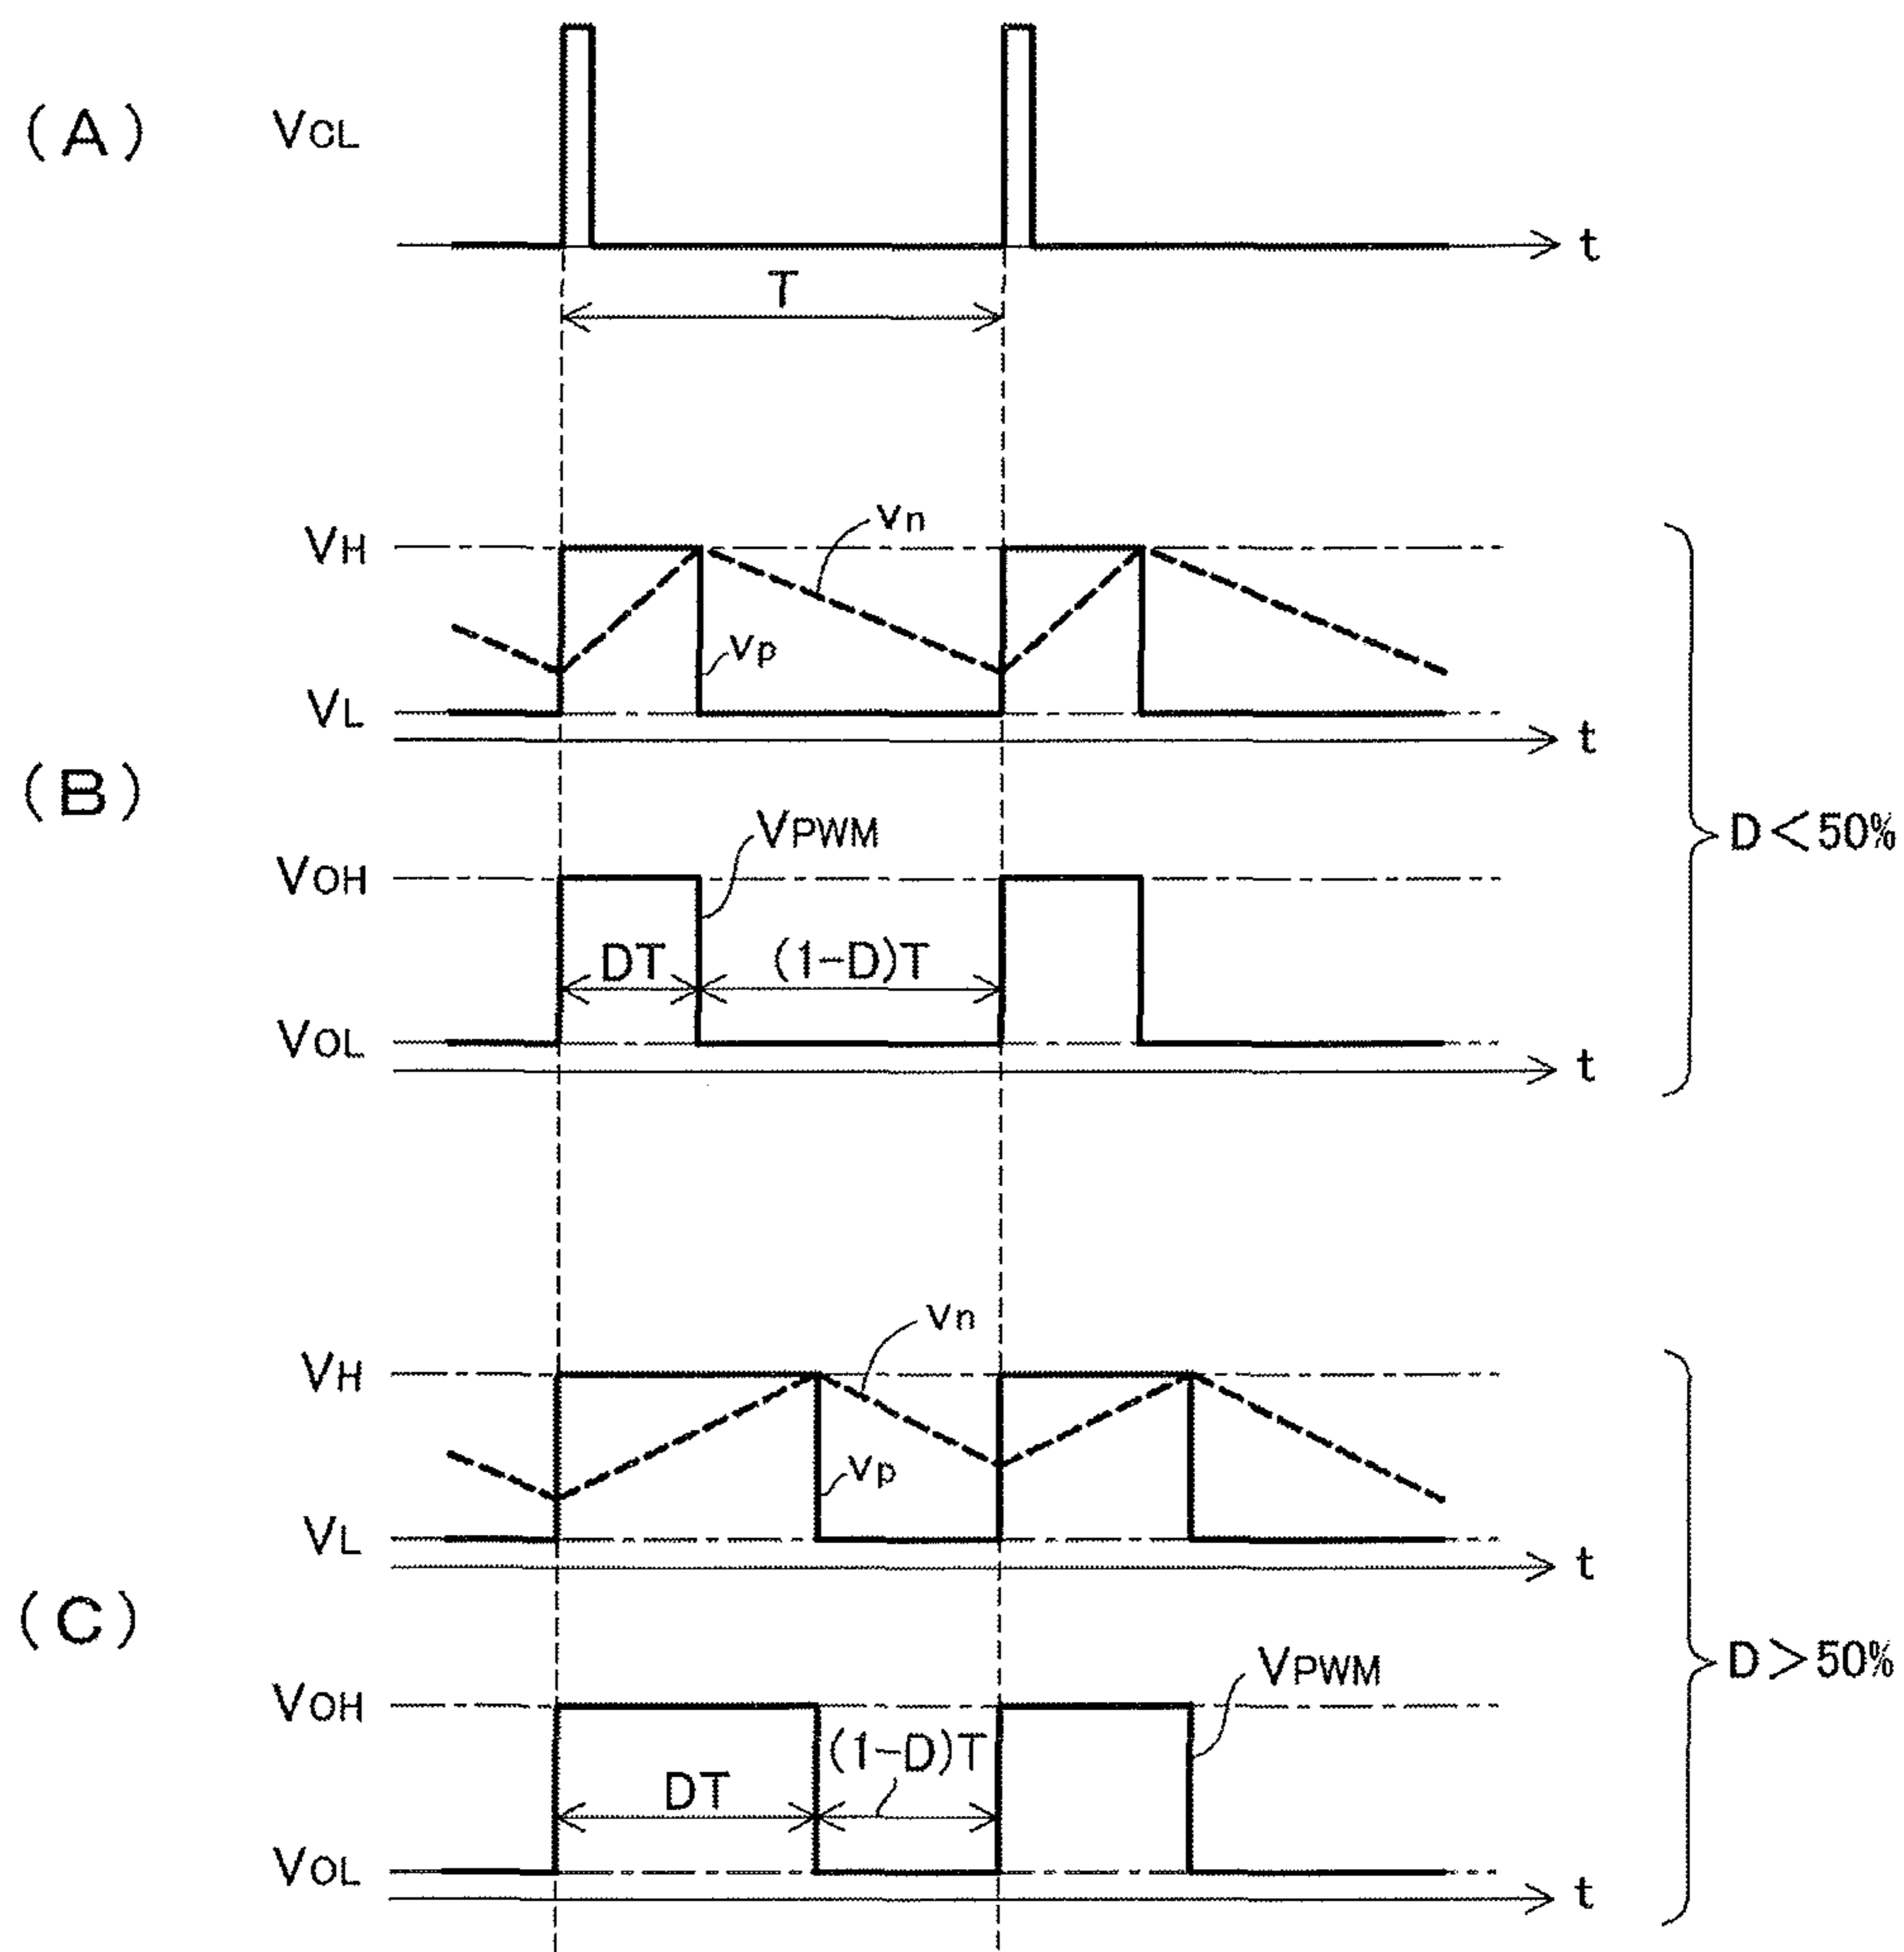 (A)
VCL
t
T
vn
VH
vp
VL
t
(B)
VPWM
VOH
DT
(1-D)T
VOL
t
D<50%
vn
VH
vp
VL
t
(C)
VPWM
VOH
(1-D)T
DT
VOL
t
D>50%